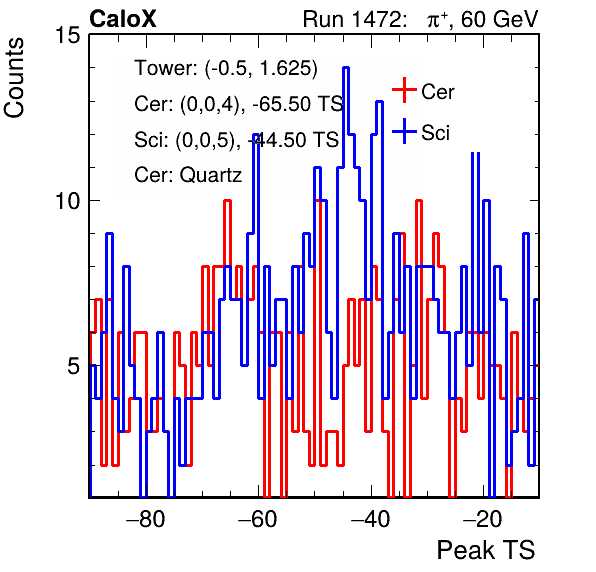 CaloX Run 1472: π⁺, 60 GeV
Counts
15
Tower: (-0.5, 1.625)
Cer: (0,0,4), -65.50 TS
Sci: (0,0,5), -44.50 TS
Cer: Quartz
Cer
Sci
10
5
−80 −60 −40 −20
Peak TS